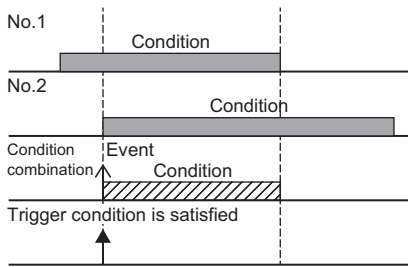 No.1
Condition
No.2
Condition
Condition
combination
Event
Condition
Trigger condition is satisfied